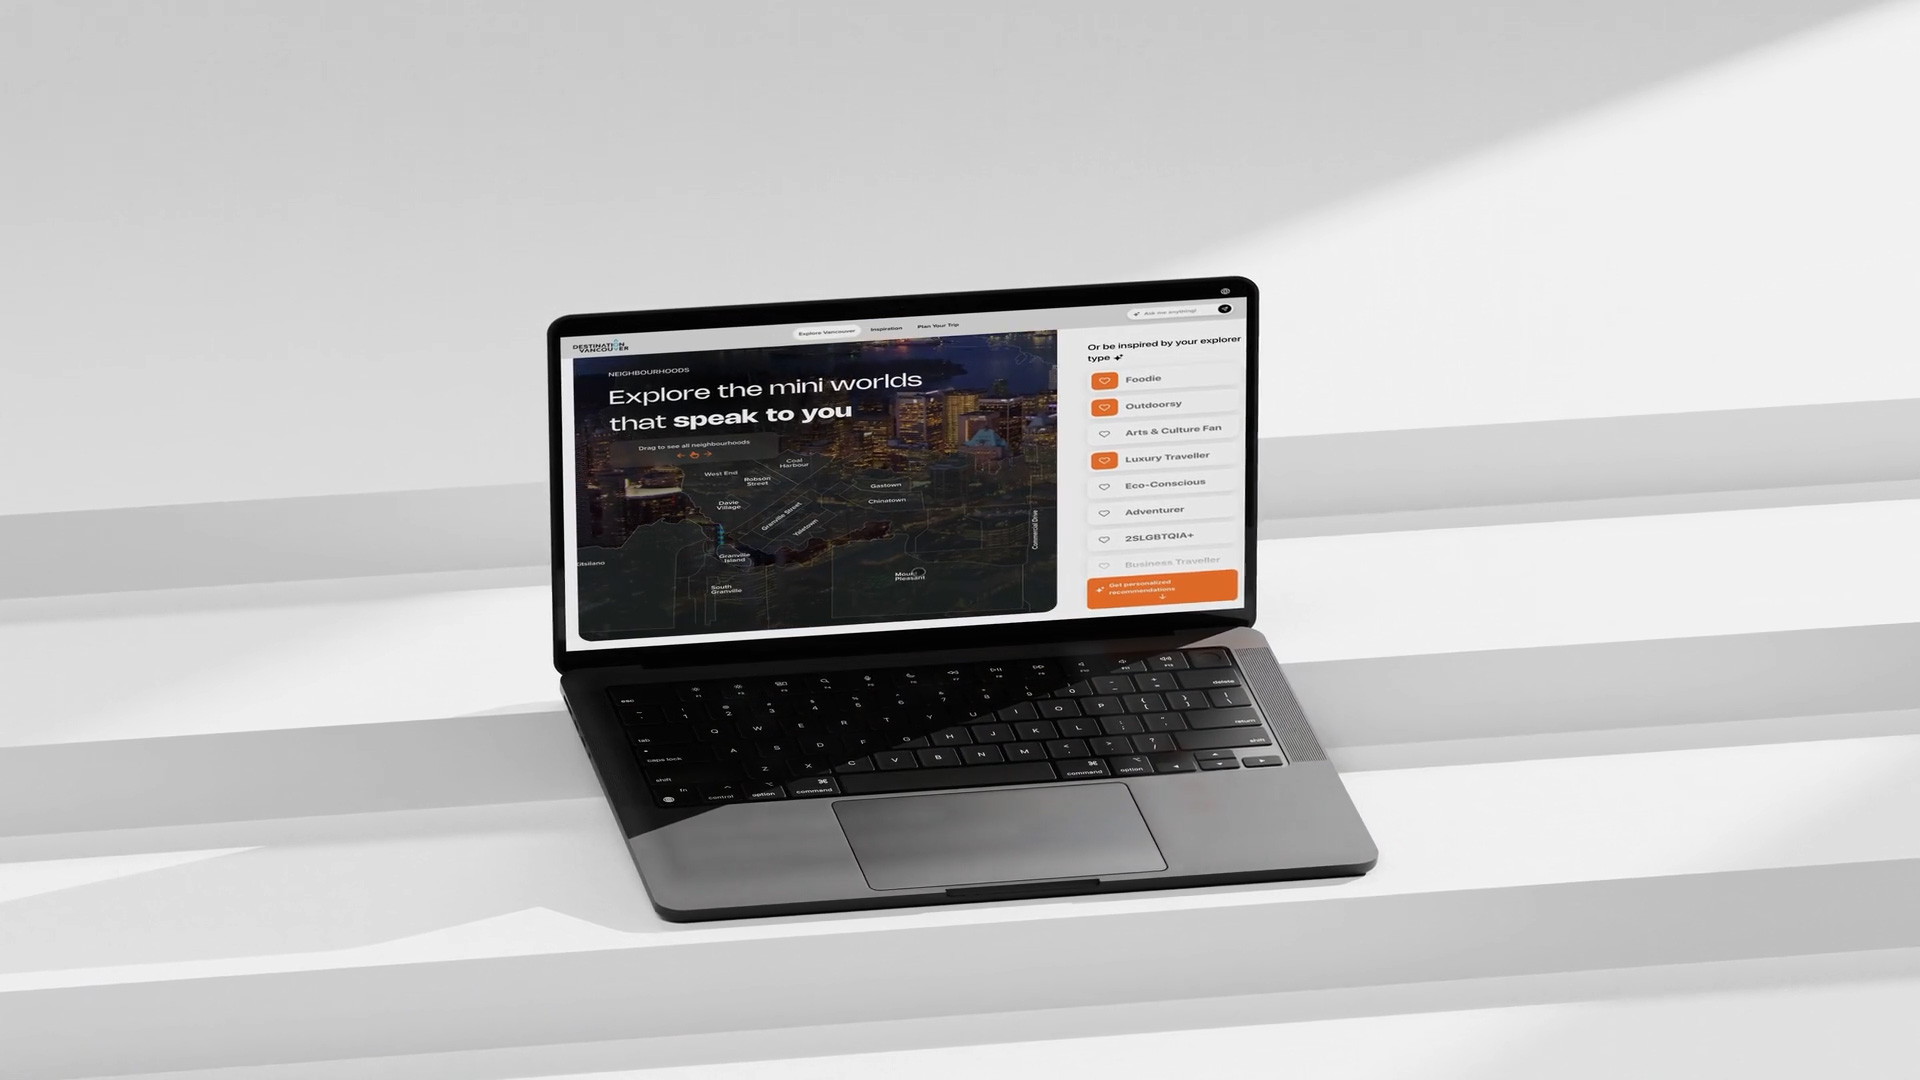 DESTINATION
VANCOUVER
Explore Vancouver
Inspiration
Plan Your Trip
Ask me anything!
NEIGHBOURHOODS
Explore the mini worlds
that speak to you
Drag to see all neighbourhoods
West End
Coal
Harbour
Robson
Street
Davie
Village
Granville Street
Yaletown
Gastown
Chinatown
Commercial Drive
Granville
Island
Kitsilano
South
Granville
Mount
Pleasant
Or be inspired by your explorer
type
Foodie
Outdoorsy
Arts & Culture Fan
Luxury Traveller
Eco-Conscious
Adventurer
2SLGBTQIA+
Business Traveller
Get personalized
recommendations
esc
delete
tab
Q W E R T Y U I O P
caps lock
A S D F G H J K L
return
shift
Z X C V B N M
shift
fn
control
option
command
command
option